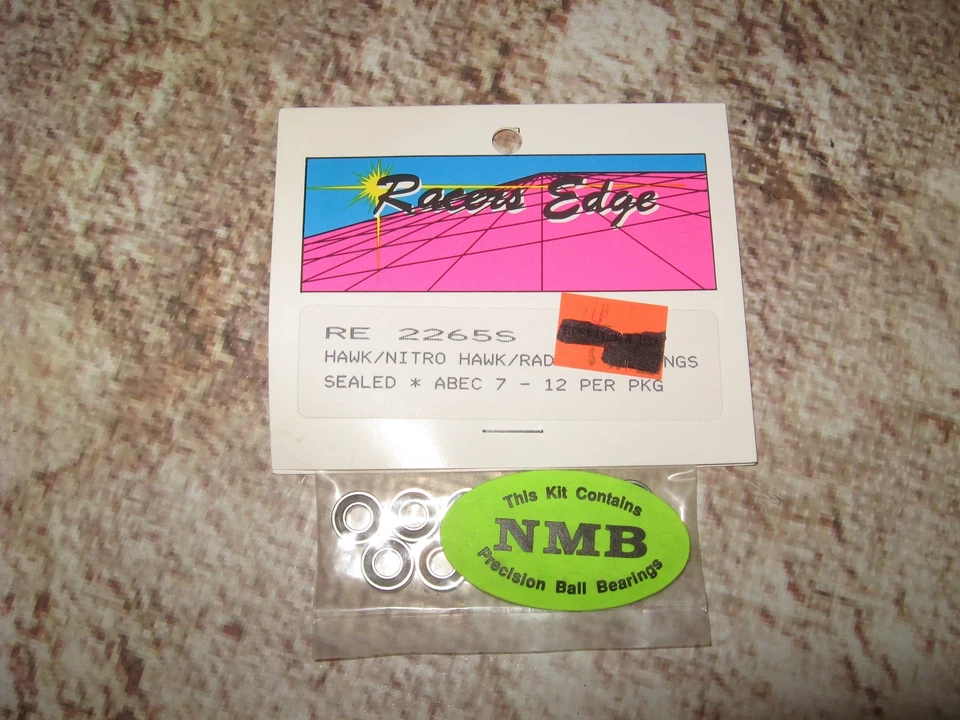 Racers Edge
RE 2265S
HAWK/NITRO HAWK/RAD NGS
SEALED * ABEC 7 - 12 PER PKG
This Kit Contains
NMB
Precision Ball Bearings